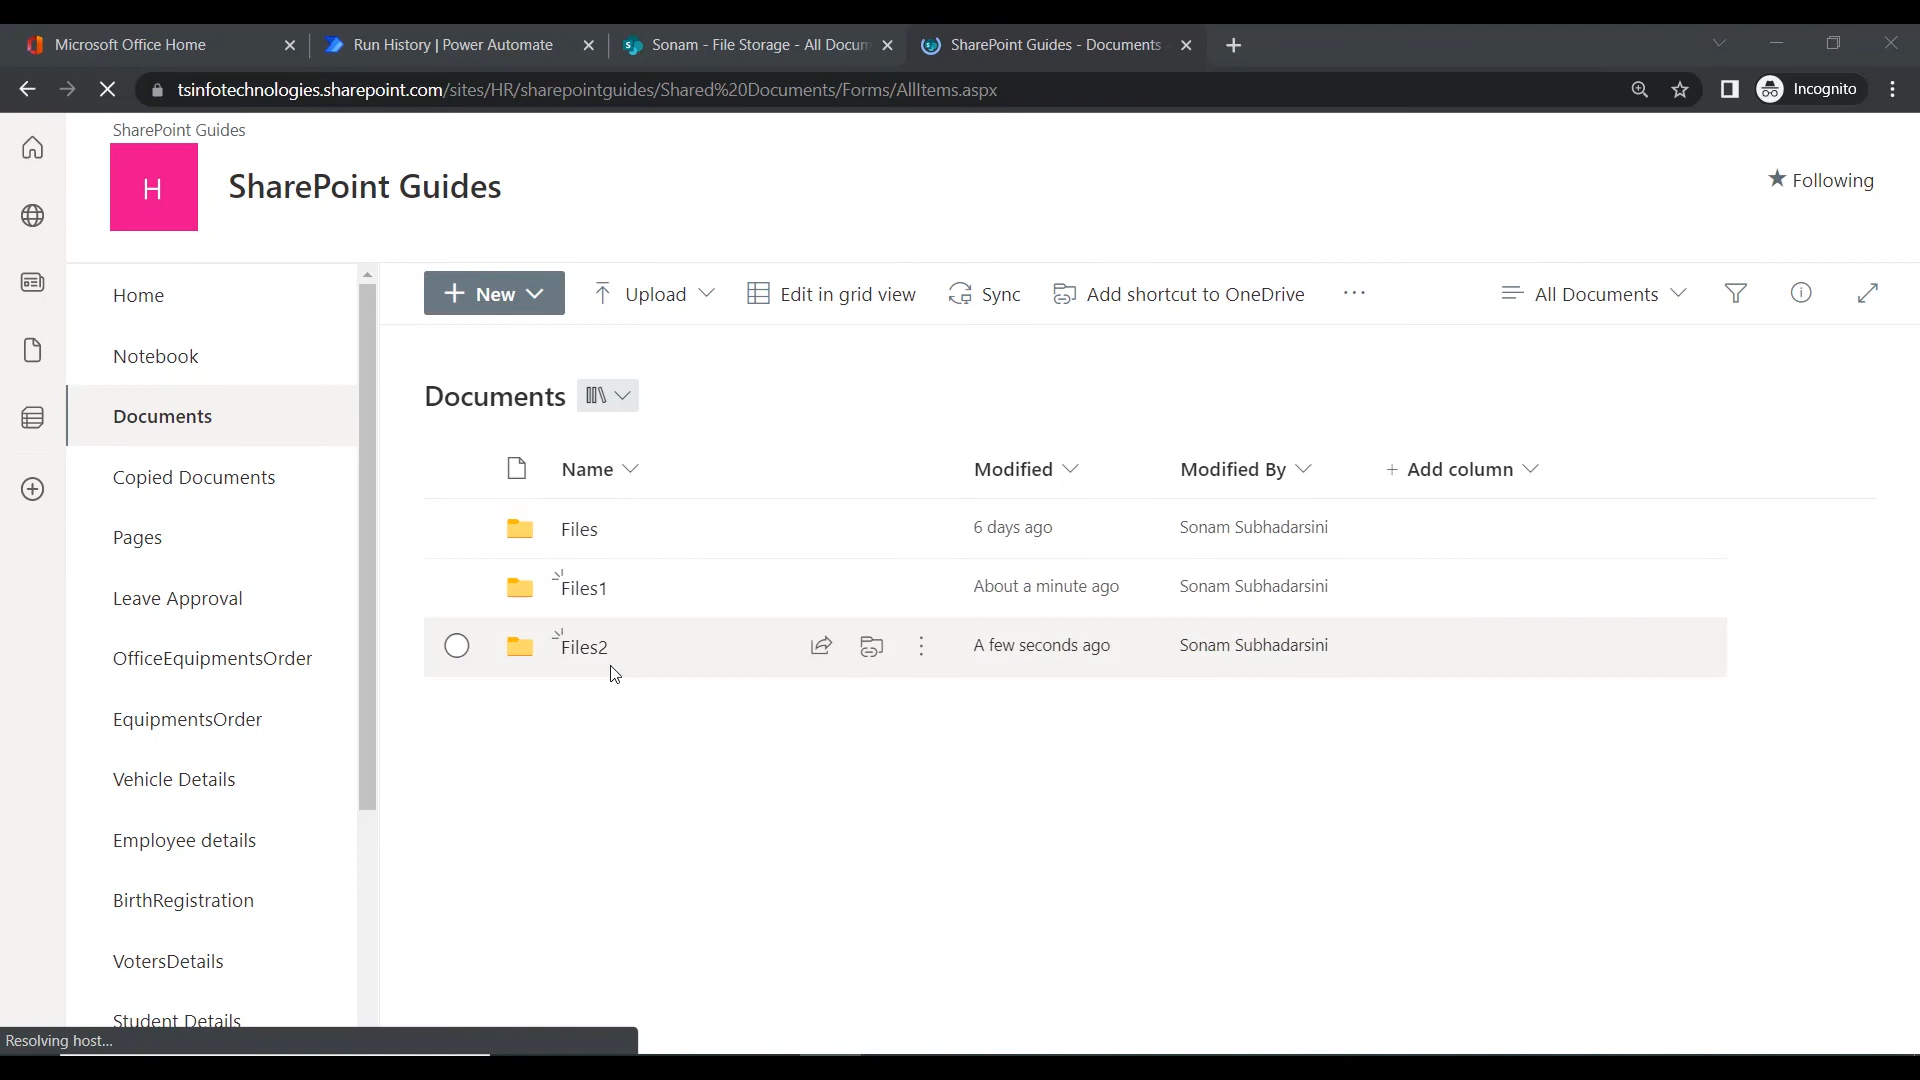 Microsoft Office Home
Run History | Power Automate
Sonam - File Storage - All Docum
SharePoint Guides - Documents
tsinfotechnologies.sharepoint.com/sites/HR/sharepointguides/Shared%20Documents/Forms/AllItems.aspx
Incognito
SharePoint Guides
H
SharePoint Guides
Following
Home
Notebook
Documents
Copied Documents
Pages
Leave Approval
OfficeEquipmentsOrder
EquipmentsOrder
Vehicle Details
Employee details
BirthRegistration
VotersDetails
Student Details
New
Upload
Edit in grid view
Sync
Add shortcut to OneDrive
All Documents
Documents
Name Modified Modified By + Add column
Files 6 days ago Sonam Subhadarsini
Files1 About a minute ago Sonam Subhadarsini
Files2 A few seconds ago Sonam Subhadarsini
Resolving host...